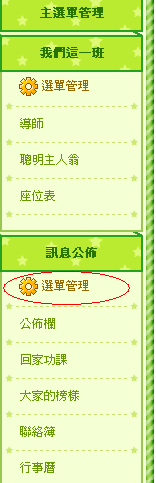 主選單管理
我們這一班
選單管理
導師
聰明主人翁
座位表
訊息公佈
選單管理
公佈欄
回家功課
大家的榜樣
聯絡簿
行事曆